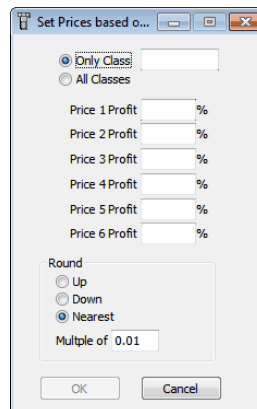 Set Prices based o...
Only Class
All Classes
Price 1 Profit %
Price 2 Profit %
Price 3 Profit %
Price 4 Profit %
Price 5 Profit %
Price 6 Profit %
Round
Up
Down
Nearest
Multple of 0.01
OK Cancel